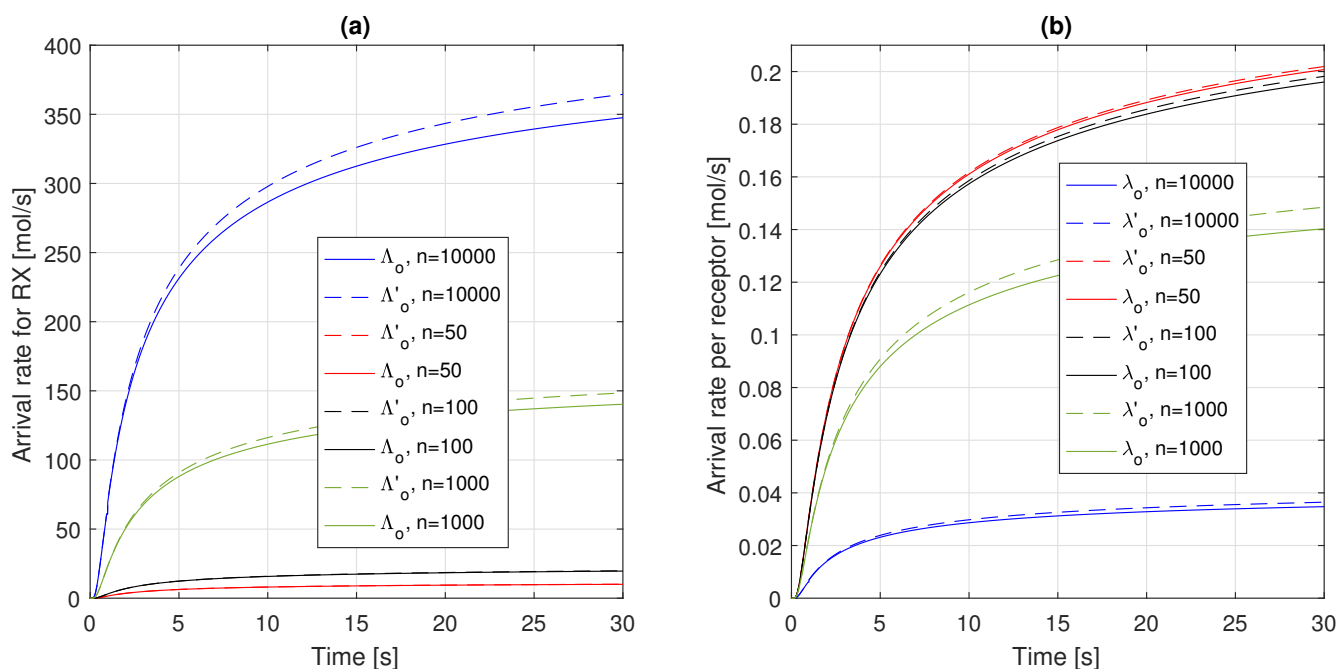 (a)
400
350
300
250
200
150
100
50
0
Arrival rate for RX [mol/s]
Λo, n=10000
Λ'o, n=10000
Λ'o, n=50
Λo, n=50
Λ'o, n=100
Λo, n=100
Λ'o, n=1000
Λo, n=1000
0 5 10 15 20 25 30
Time [s]
(b)
0.2
0.18
0.16
0.14
0.12
0.1
0.08
0.06
0.04
0.02
0
Arrival rate per receptor [mol/s]
λo, n=10000
λ'o, n=10000
λ'o, n=50
λo, n=50
λ'o, n=100
λo, n=100
λ'o, n=1000
λo, n=1000
0 5 10 15 20 25 30
Time [s]